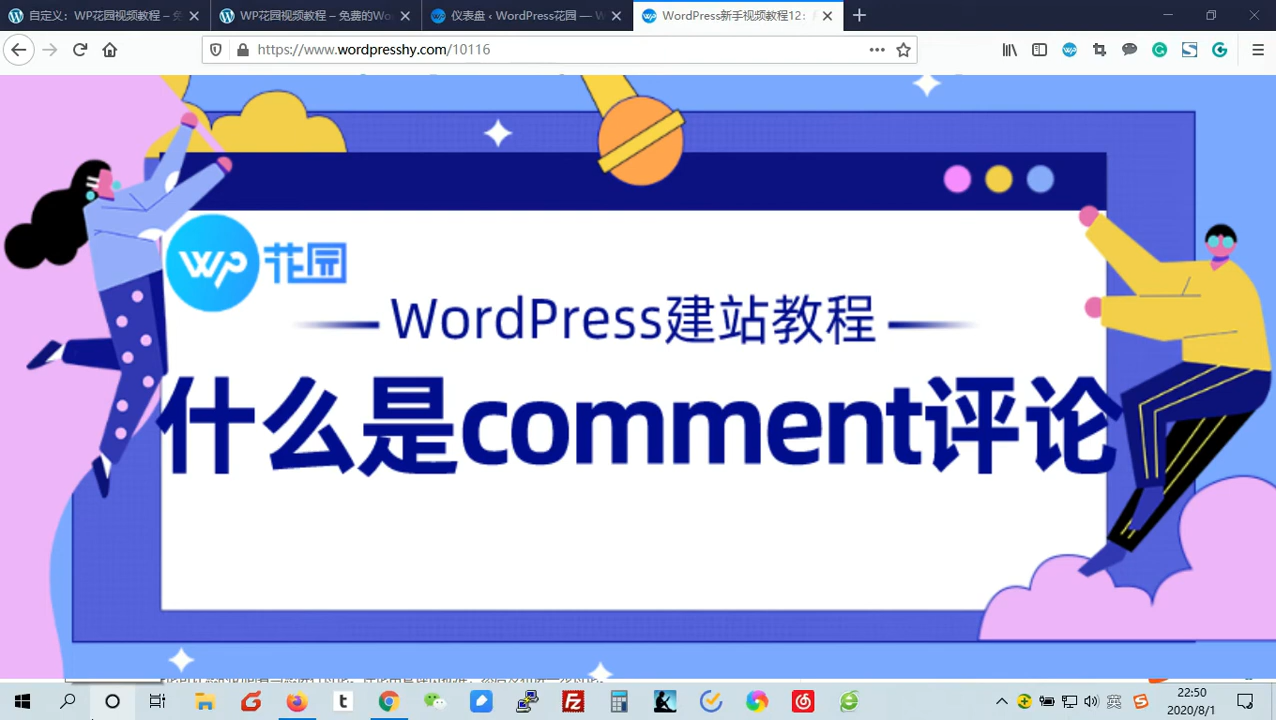 自定义：WP花园视频教程 – 免
WP花园视频教程 – 免费的Wo
仪表盘 ‹ WordPress花园 — W
WordPress新手视频教程12：
https://www.wordpresshy.com/10116
WP花园
WordPress建站教程
什么是comment评论
英
22:50
2020/8/1